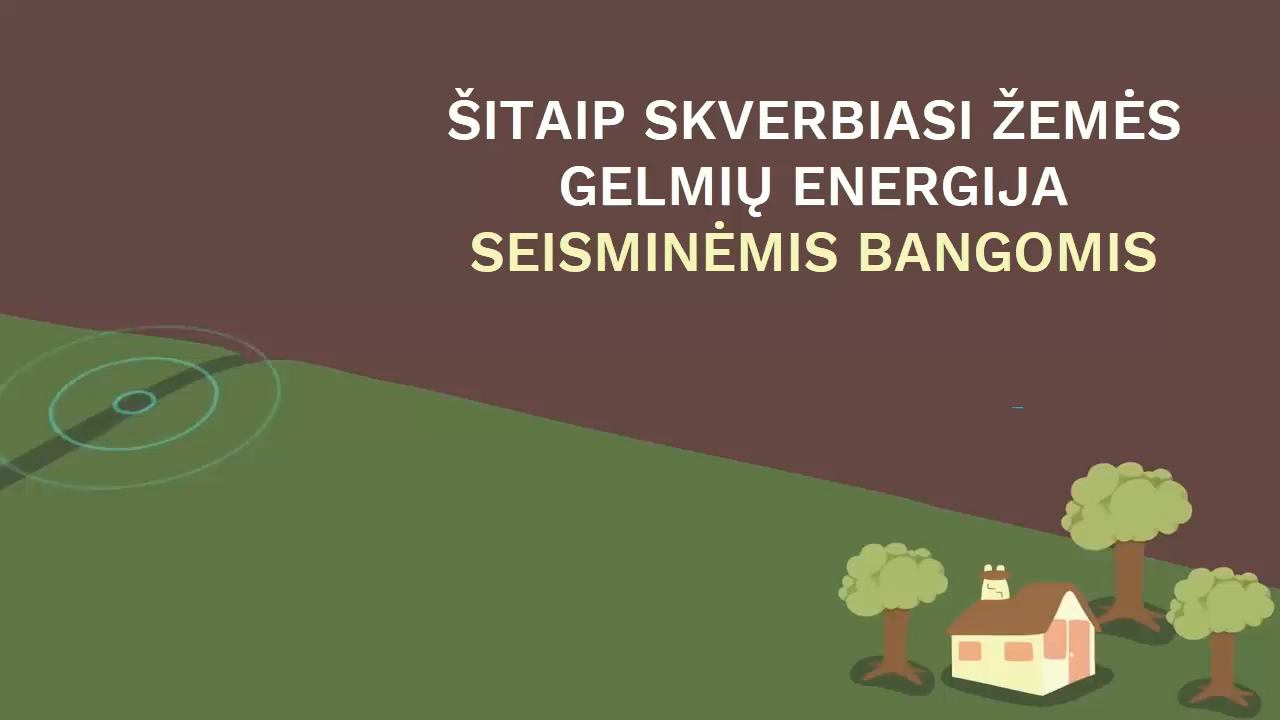 ŠITAIP SKVERBIASI ŽEMĖS
GELMIŲ ENERGIJA
SEISMINĖMIS BANGOMIS